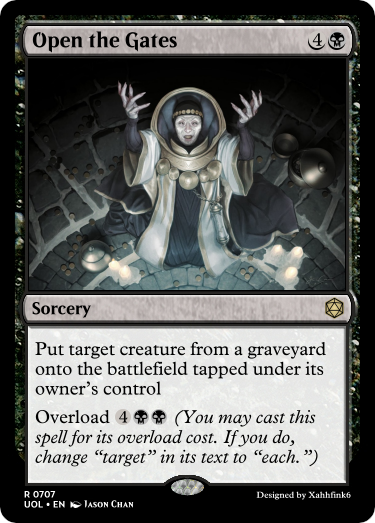 Open the Gates 4
Sorcery
Put target creature from a graveyard
onto the battlefield tapped under its
owner's control
Overload 4 (You may cast this
spell for its overload cost. If you do,
change “target” in its text to “each.”)
R 0707
UOL • EN Jason Chan
Designed by Xahhfink6